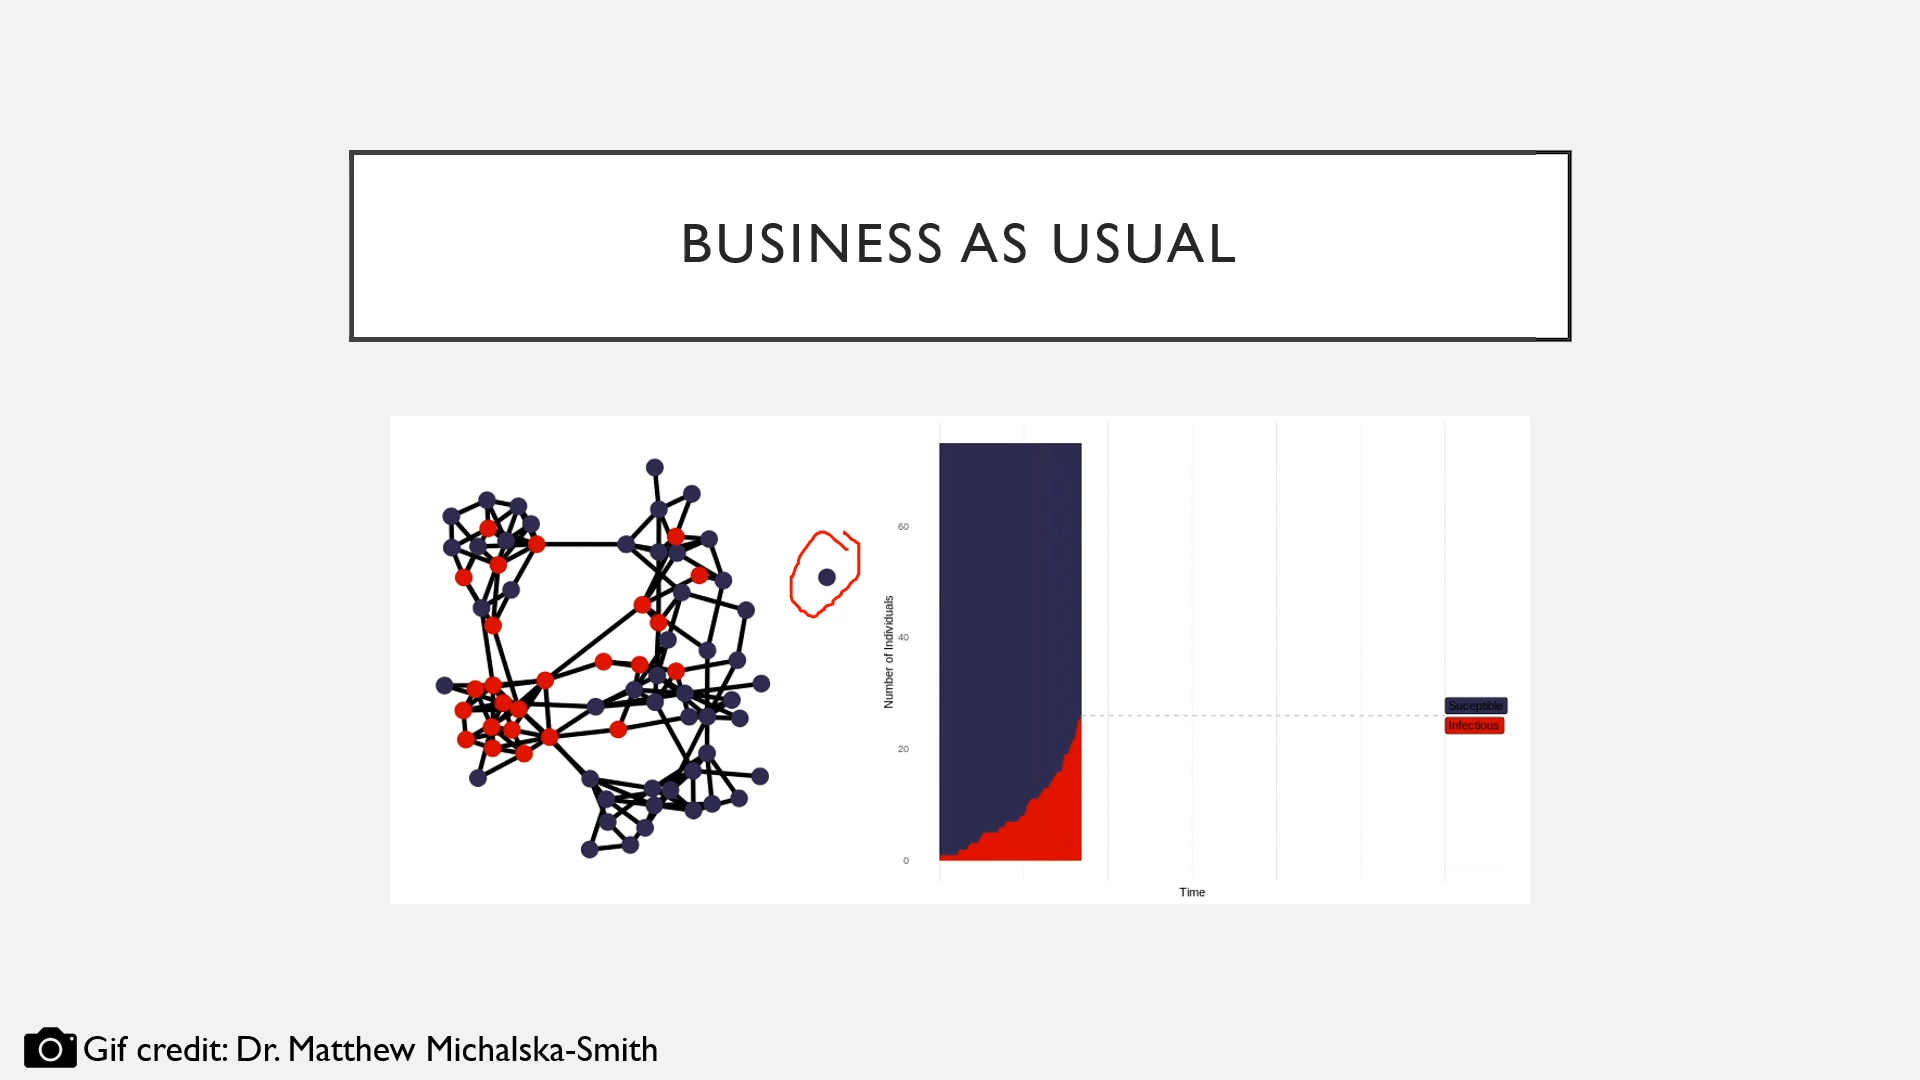 BUSINESS AS USUAL
60
40
20
0
Number of Individuals
Time
Suceptible
Infectious
Gif credit: Dr. Matthew Michalska-Smith